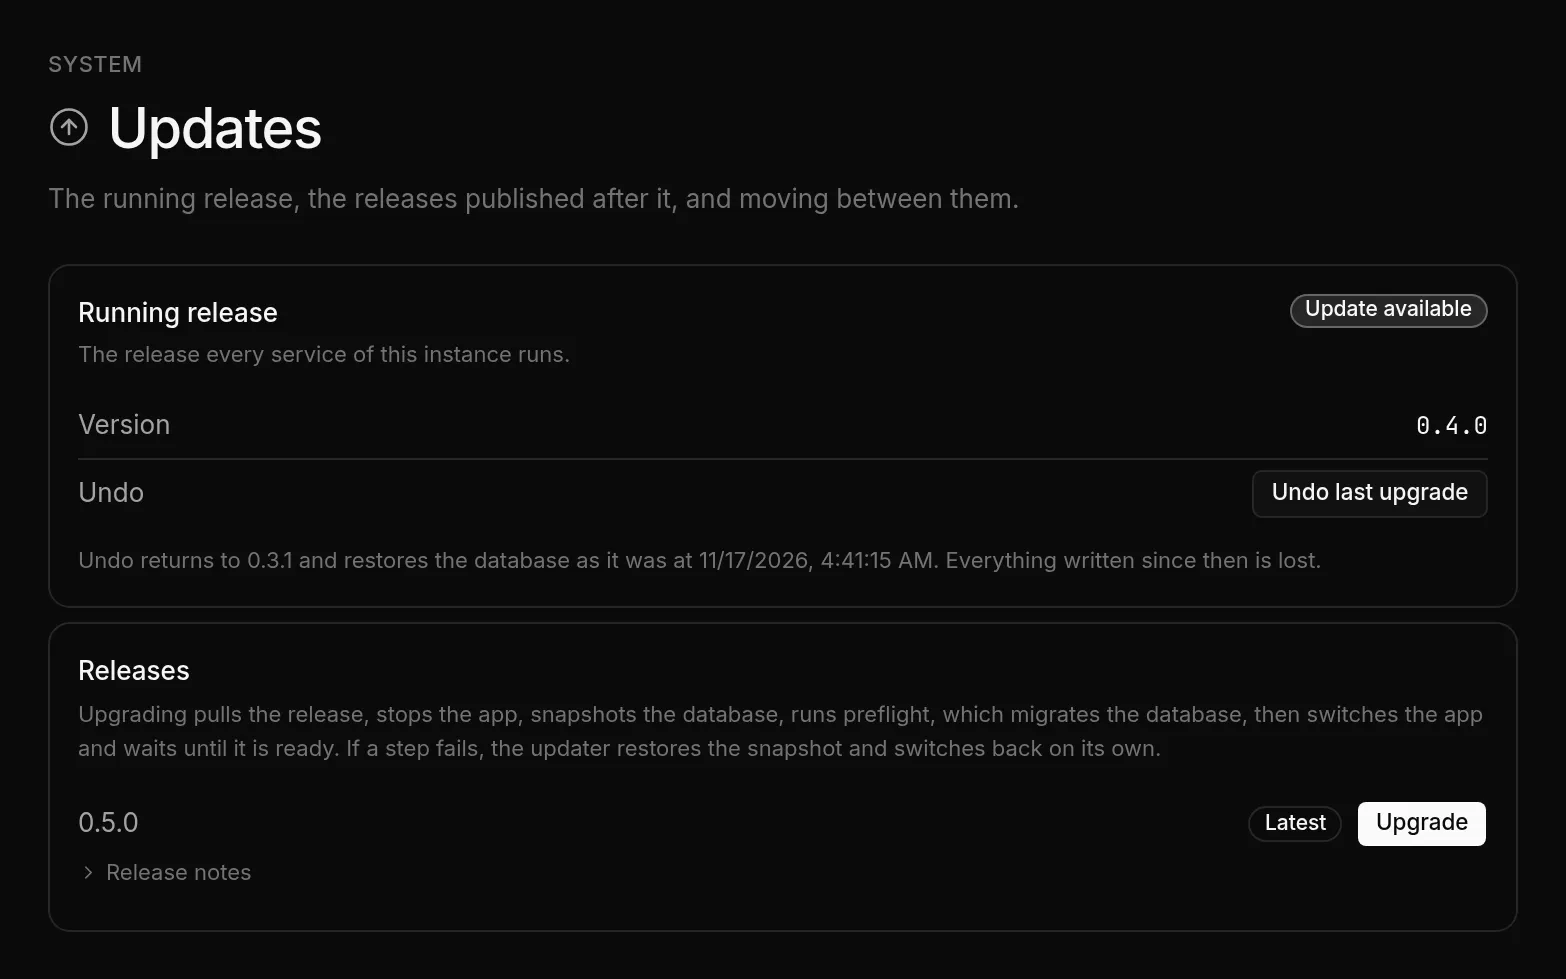 SYSTEM
Updates
The running release, the releases published after it, and moving between them.
Running release
Update available
The release every service of this instance runs.
Version
0.4.0
Undo
Undo last upgrade
Undo returns to 0.3.1 and restores the database as it was at 11/17/2026, 4:41:15 AM. Everything written since then is lost.
Releases
Upgrading pulls the release, stops the app, snapshots the database, runs preflight, which migrates the database, then switches the app
and waits until it is ready. If a step fails, the updater restores the snapshot and switches back on its own.
0.5.0
Latest
Upgrade
Release notes